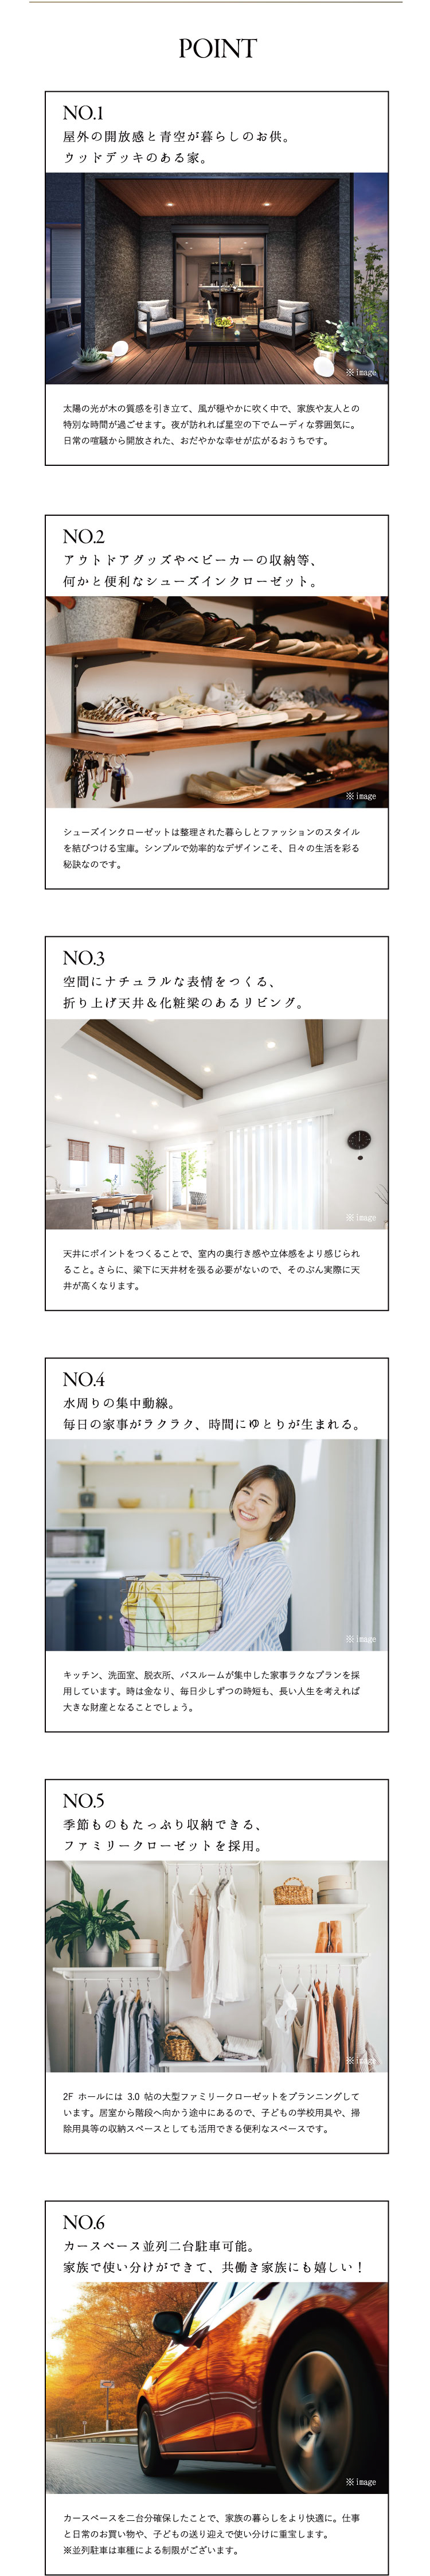 POINT
NO.1
屋外の開放感と青空が暮らしのお供。
ウッドデッキのある家。
※image
太陽の光が木の質感を引き立て、風が穏やかに吹く中で、家族や友人との
特別な時間が過ごせます。夜が訪れれば星空の下でムーディな雰囲気に。
日常の喧騒から開放された、おだやかな幸せが広がるおうちです。
NO.2
アウトドアグッズやベビーカーの収納等、
何かと便利なシューズインクローゼット。
※image
シューズインクローゼットは整理された暮らしとファッションのスタイル
を結びつける宝庫。シンプルで効率的なデザインこそ、日々の生活を彩る
秘訣なのです。
NO.3
空間にナチュラルな表情をつくる、
折り上げ天井&化粧梁のあるリビング。
※image
天井にポイントをつくることで、室内の奥行き感や立体感をより感じられ
ること。さらに、梁下に天井材を張る必要がないので、そのぶん実際に天
井が高くなります。
NO.4
水周りの集中動線。
毎日の家事がラクラク、時間にゆとりが生まれる。
※image
キッチン、洗面室、脱衣所、バスルームが集中した家事ラクなプランを採
用しています。時は金なり、毎日少しずつの時短も、長い人生を考えれば
大きな財産となることでしょう。
NO.5
季節ものもたっぷり収納できる、
ファミリークローゼットを採用。
※image
2F ホールには 3.0 帖の大型ファミリークローゼットをプランニングして
います。居室から階段へ向かう途中にあるので、子どもの学校用具や、掃
除用具等の収納スペースとしても活用できる便利なスペースです。
NO.6
カースペース並列二台駐車可能。
家族で使い分けができて、共働き家族にも嬉しい！
※image
カースペースを二台分確保したことで、家族の暮らしをより快適に。仕事
と日常のお買い物や、子どもの送り迎えで使い分けに重宝します。
※並列駐車は車種による制限がございます。